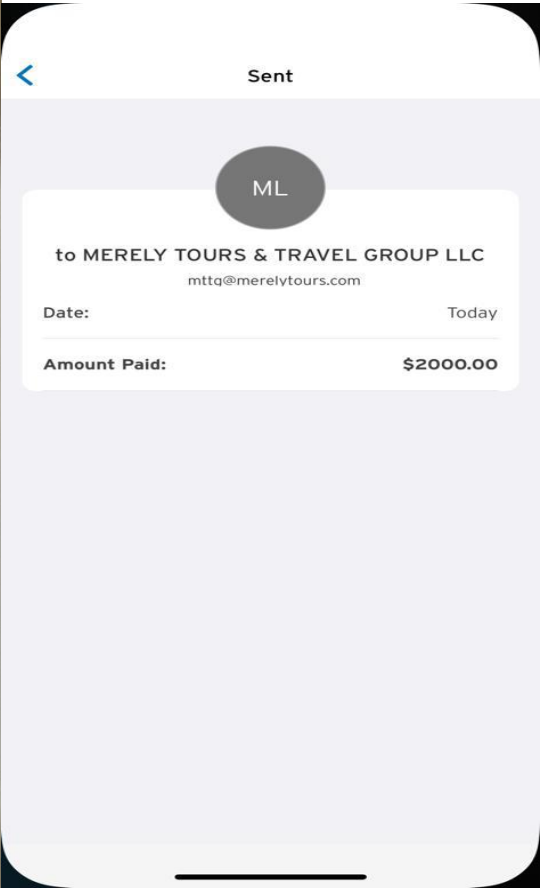 Sent
ML
to MERELY TOURS & TRAVEL GROUP LLC
mttg@merelytours.com
Date: Today
Amount Paid: $2000.00